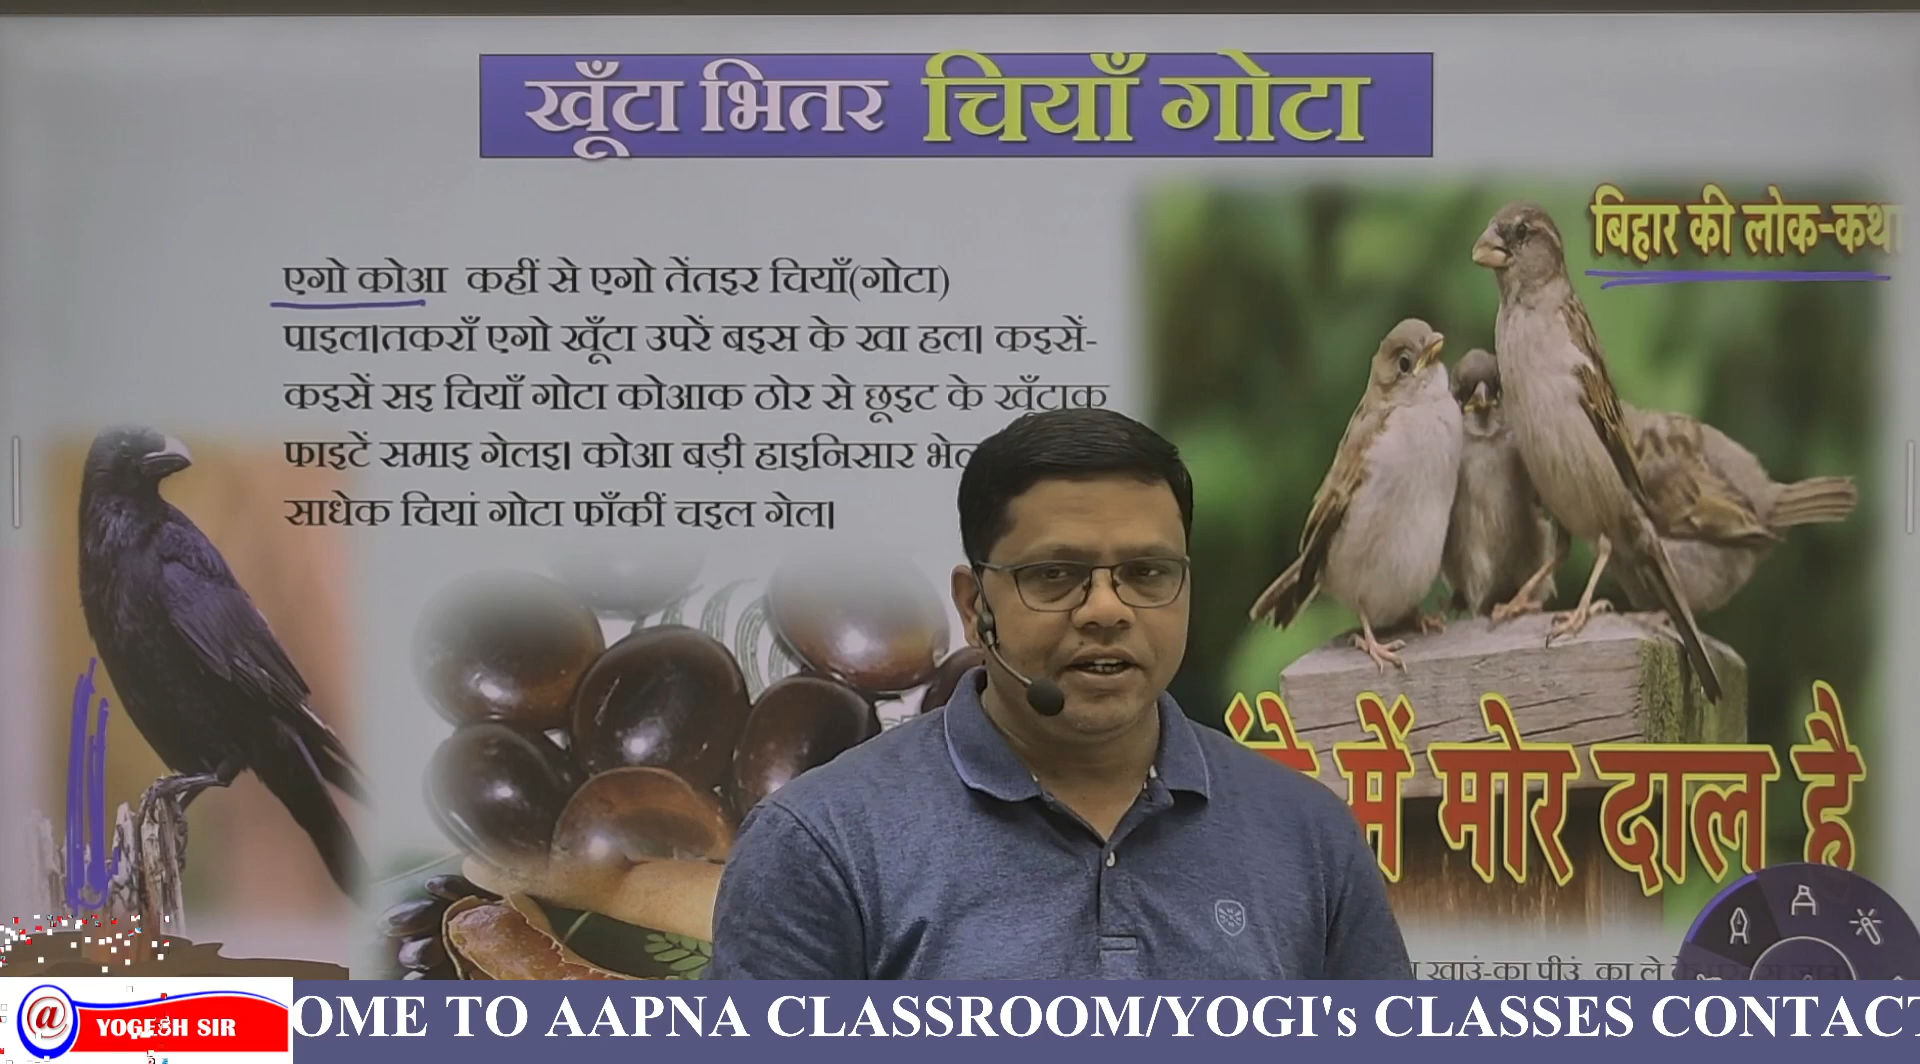 खूँटा भितर चियाँ गोटा
बिहार की लोक-कथा
एगो कोआ कहीं से एगो तेंतइर चियाँ(गोटा)
पाइल।तकराँ एगो खूँटा उपरें बइस के खा हल। कइसें-
कइसें सइ चियाँ गोटा कोआक ठोर से छूइट के खूँटाक
फाइटें समाइ गेलइ। कोआ बड़ी हाइनिसार
साधेक चियां गोटा फाँकीं चइल गेल।
में मोर दाल है
खाउं-का पीउं का ले
@ YOGESH SIR
OME TO AAPNA CLASSROOM/YOGI's CLASSES CONTACT